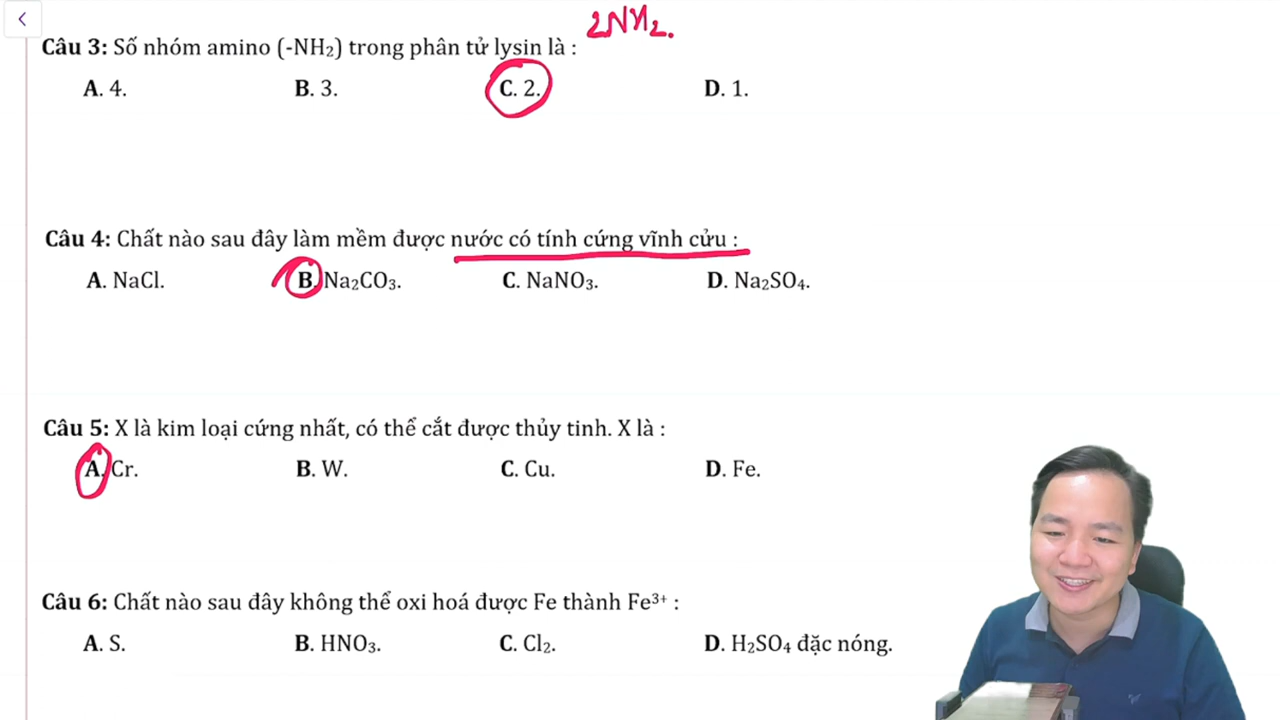 2NH2.
Câu 3: Số nhóm amino (-NH₂) trong phân tử lysin là :
A. 4. B. 3. C. 2. D. 1.
Câu 4: Chất nào sau đây làm mềm được nước có tính cứng vĩnh cửu :
A. NaCl. B. Na₂CO₃. C. NaNO₃. D. Na₂SO₄.
Câu 5: X là kim loại cứng nhất, có thể cắt được thủy tinh. X là :
A. Cr. B. W. C. Cu. D. Fe.
Câu 6: Chất nào sau đây không thể oxi hoá được Fe thành Fe³⁺ :
A. S. B. HNO₃. C. Cl₂. D. H₂SO₄ đặc nóng.